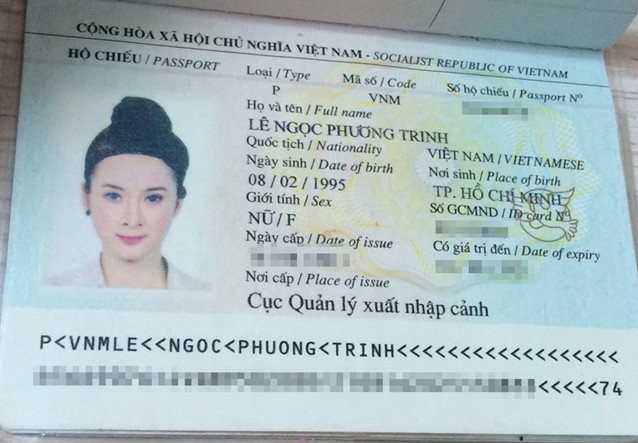 CỘNG HÒA XÃ HỘI CHỦ NGHĨA VIỆT NAM - SOCIALIST REPUBLIC OF VIETNAM
HỘ CHIẾU / PASSPORT
Loại / Type
Mã số / Code
Số hộ chiếu / Passport Nº
P
VNM
Họ và tên / Full name
LÊ NGỌC PHƯƠNG TRINH
Quốc tịch / Nationality
VIỆT NAM / VIETNAMESE
Ngày sinh / Date of birth
Nơi sinh / Place of birth
08 / 02 / 1995
TP. HỒ CHÍ MINH
Giới tính / Sex
Số GCMND / ID card Nº
NỮ / F
Ngày cấp / Date of issue
Có giá trị đến / Date of expiry
Nơi cấp / Place of issue
Cục Quản lý xuất nhập cảnh
P<VNMLE<<NGOC<PHUONG<TRINH<<<<<<<<<<<<<<<<<<
<<<<<74